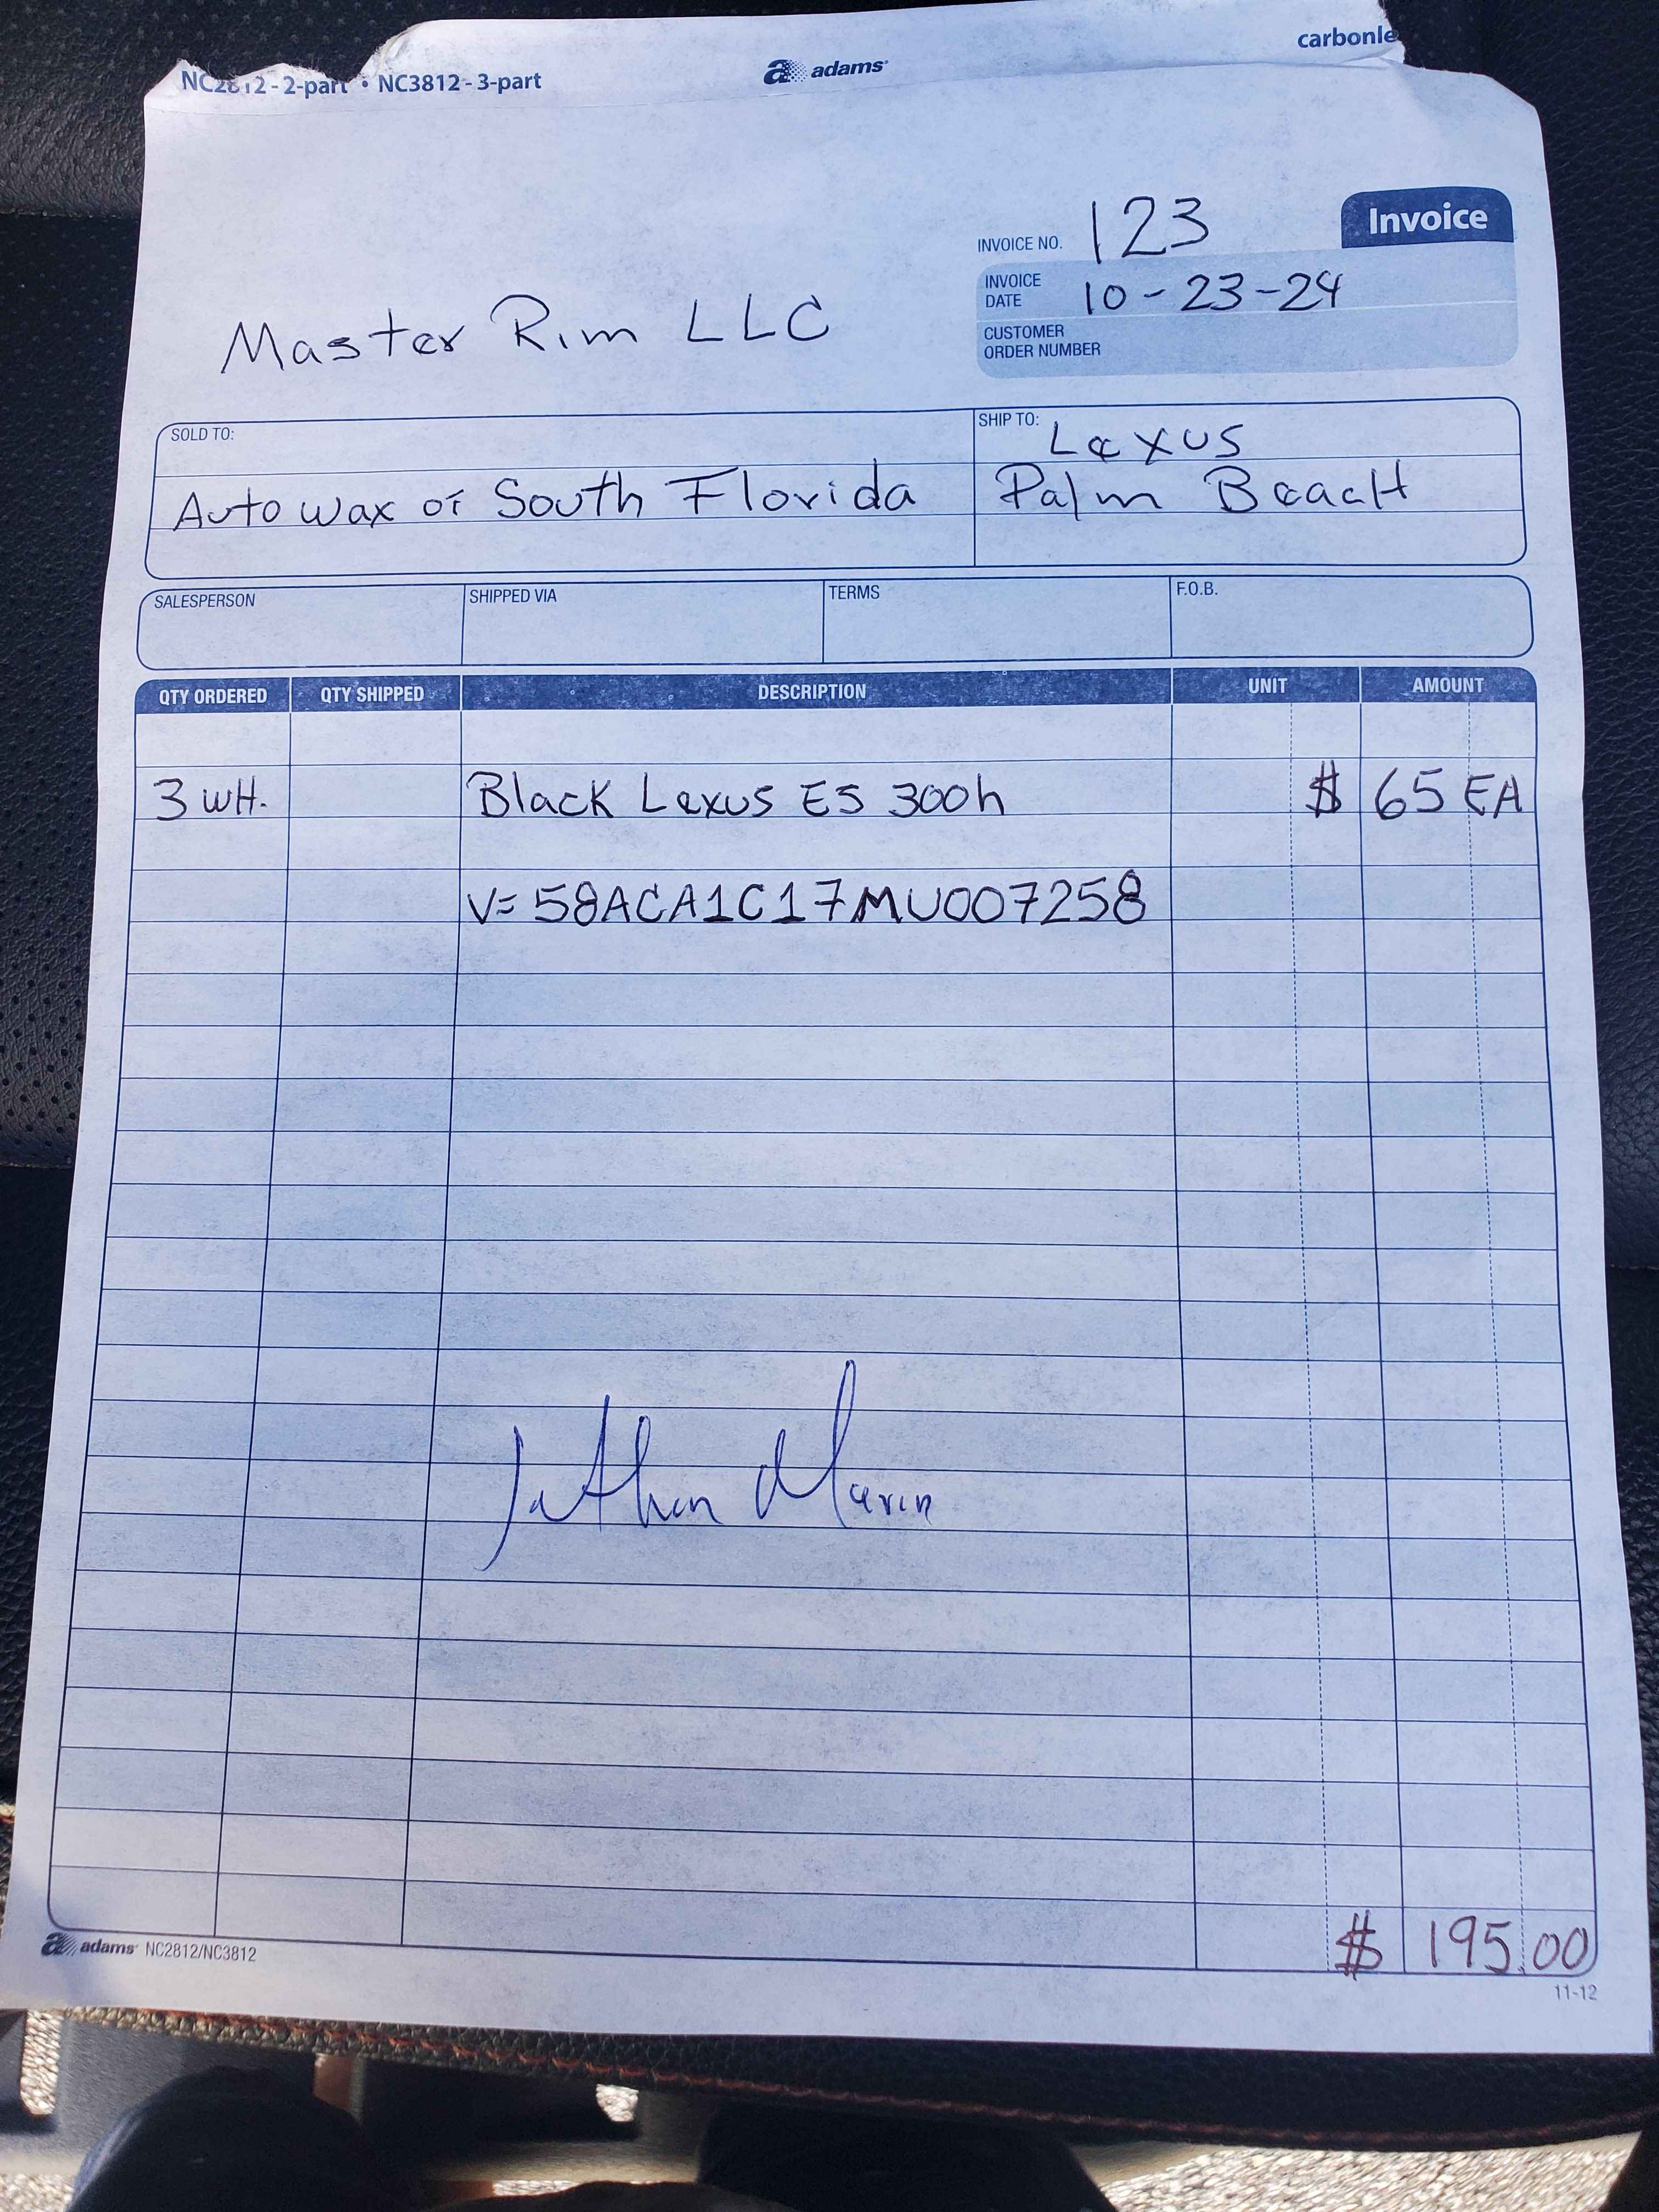 NC2812 - 2-part • NC3812 - 3-part
adams
carbonle
Invoice
INVOICE NO. 123
INVOICE DATE 10-23-24
CUSTOMER ORDER NUMBER
Master Rim LLC
SOLD TO:
Auto Wax of South Florida
SHIP TO: Lexus
Palm Beach
SALESPERSON SHIPPED VIA TERMS F.O.B.
QTY ORDERED QTY SHIPPED DESCRIPTION UNIT AMOUNT
3 WH. Black Lexus ES 300h $ 65 EA
V= 58ACA1C17MU007258
$ 195.00
adams NC2812/NC3812
11-12